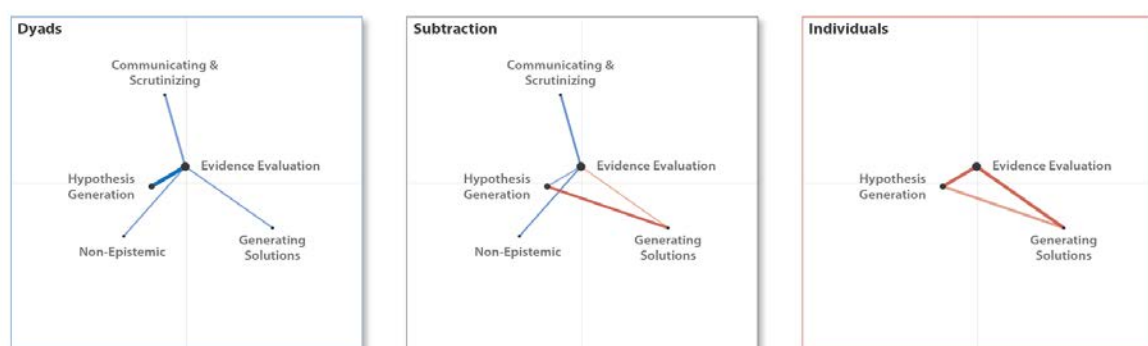 Dyads
Communicating &
Scrutinizing
Evidence Evaluation
Hypothesis
Generation
Non-Epistemic
Generating
Solutions
Subtraction
Communicating &
Scrutinizing
Evidence Evaluation
Hypothesis
Generation
Non-Epistemic
Generating
Solutions
Individuals
Evidence Evaluation
Hypothesis
Generation
Generating
Solutions